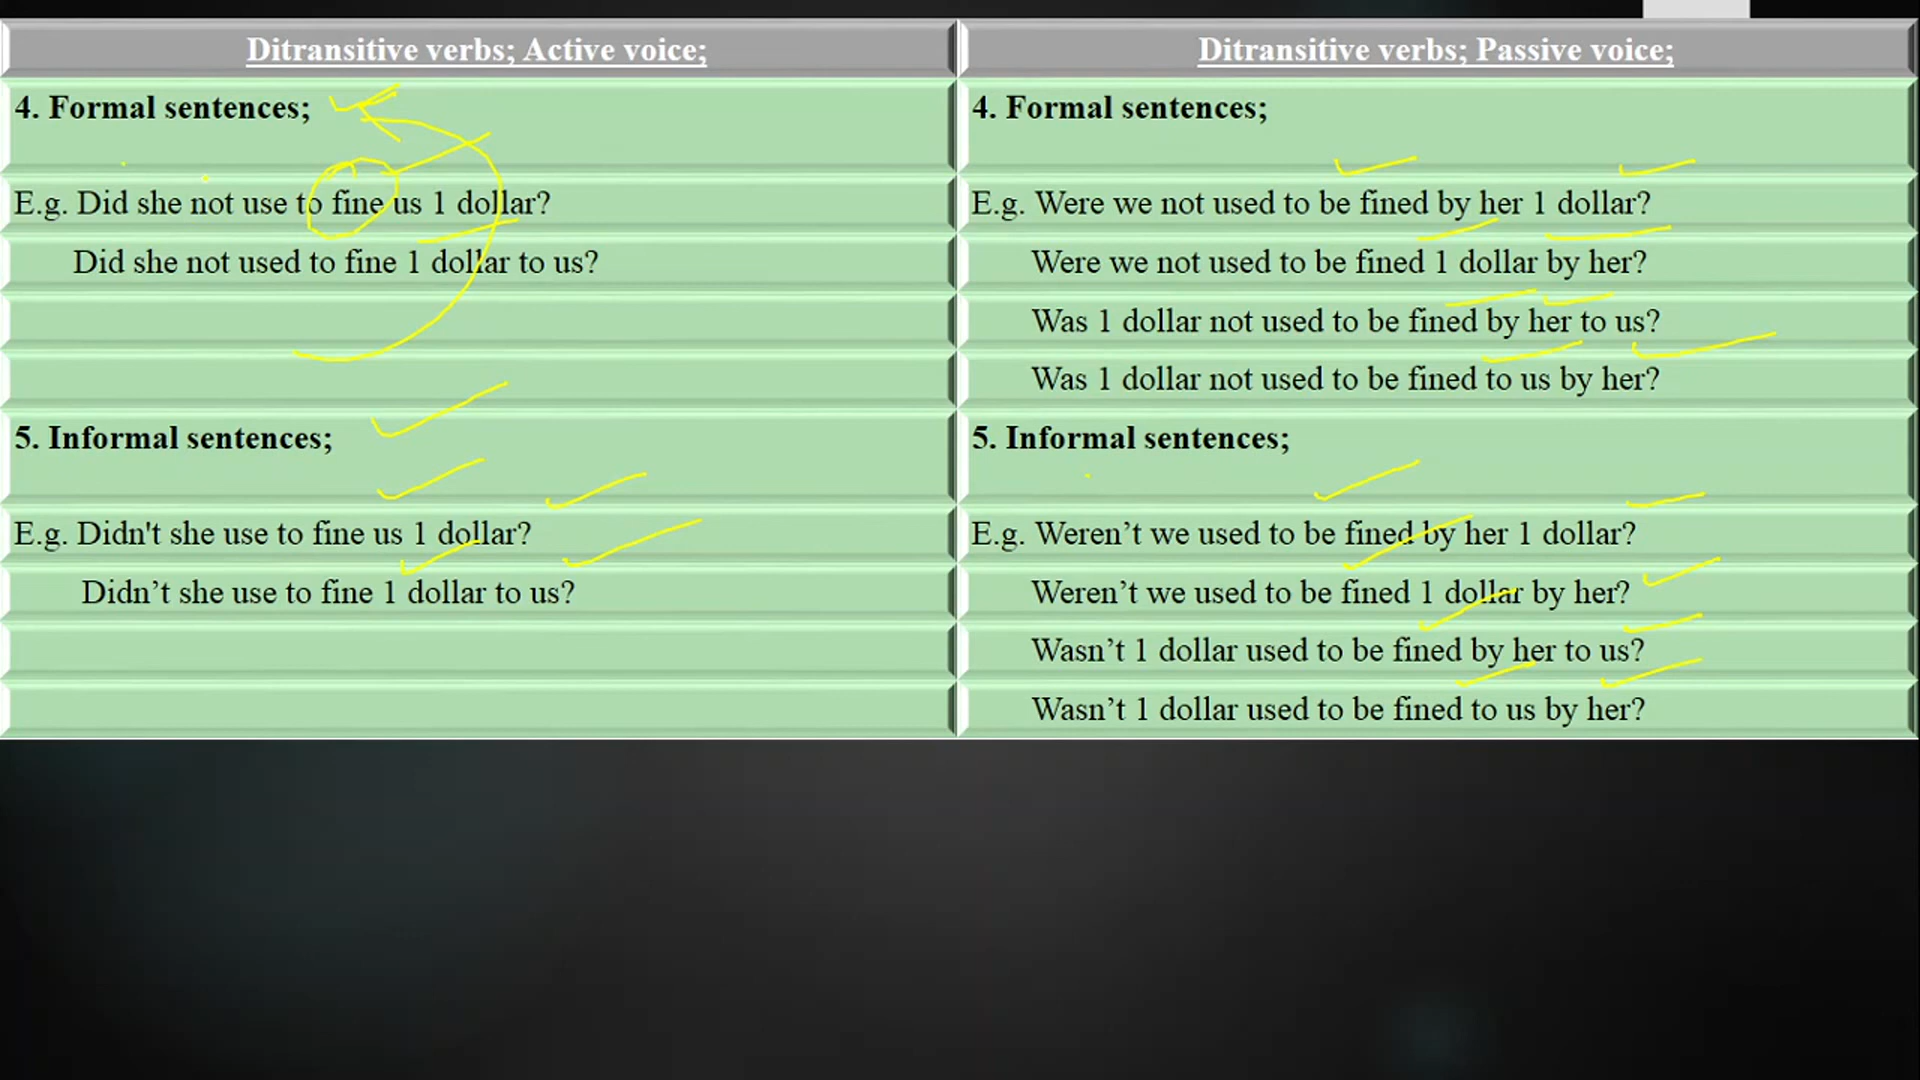 Ditransitive verbs; Active voice;
4. Formal sentences;
E.g. Did she not use to fine us 1 dollar?
Did she not used to fine 1 dollar to us?
5. Informal sentences;
E.g. Didn't she use to fine us 1 dollar?
Didn’t she use to fine 1 dollar to us?
Ditransitive verbs; Passive voice;
4. Formal sentences;
E.g. Were we not used to be fined by her 1 dollar?
Were we not used to be fined 1 dollar by her?
Was 1 dollar not used to be fined by her to us?
Was 1 dollar not used to be fined to us by her?
5. Informal sentences;
E.g. Weren’t we used to be fined by her 1 dollar?
Weren’t we used to be fined 1 dollar by her?
Wasn’t 1 dollar used to be fined by her to us?
Wasn’t 1 dollar used to be fined to us by her?